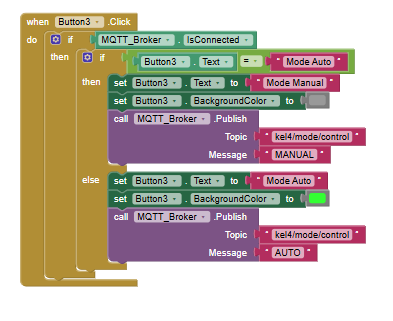 when Button3 .Click
do if MQTT_Broker . IsConnected
then if Button3 . Text = " Mode Auto "
then set Button3 . Text to " Mode Manual "
set Button3 . BackgroundColor to
call MQTT_Broker .Publish
Topic " kel4/mode/control "
Message " MANUAL "
else set Button3 . Text to " Mode Auto "
set Button3 . BackgroundColor to
call MQTT_Broker .Publish
Topic " kel4/mode/control "
Message " AUTO "